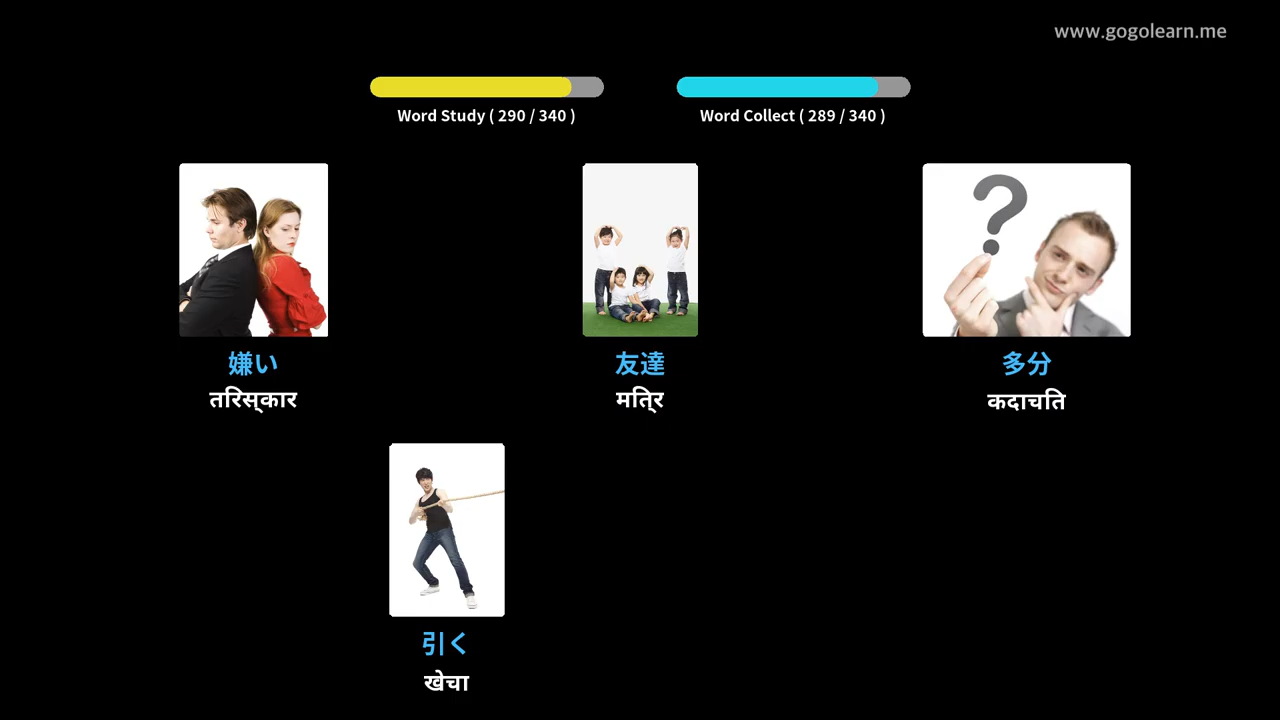 www.gogolearn.me
Word Study ( 290 / 340 )
Word Collect ( 289 / 340 )
嫌い
तरिस्कार
友達
मत्रि
多分
कदाचति
引く
खेचा